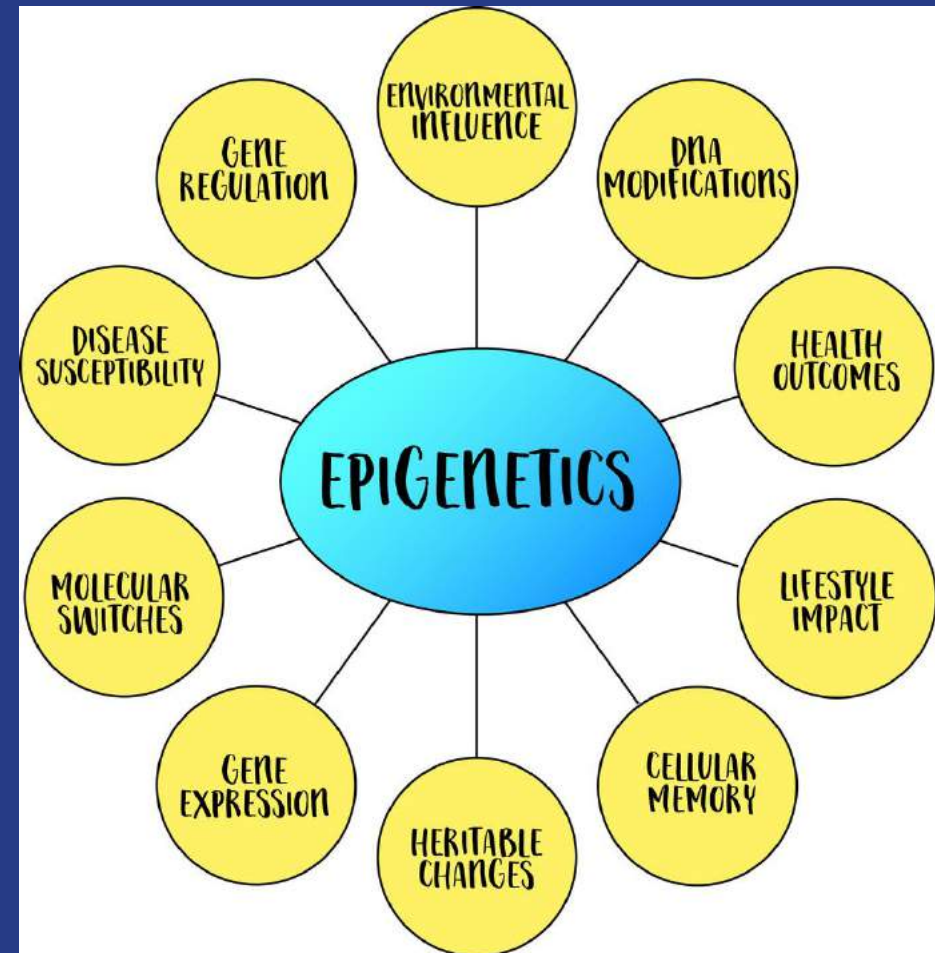 ENVIRONMENTAL
INFLUENCE
DNA
MODIFICATIONS
HEALTH
OUTCOMES
LIFESTYLE
IMPACT
CELLULAR
MEMORY
HERITABLE
CHANGES
GENE
EXPRESSION
MOLECULAR
SWITCHES
DISEASE
SUSCEPTIBILITY
GENE
REGULATION
EPIGENETICS